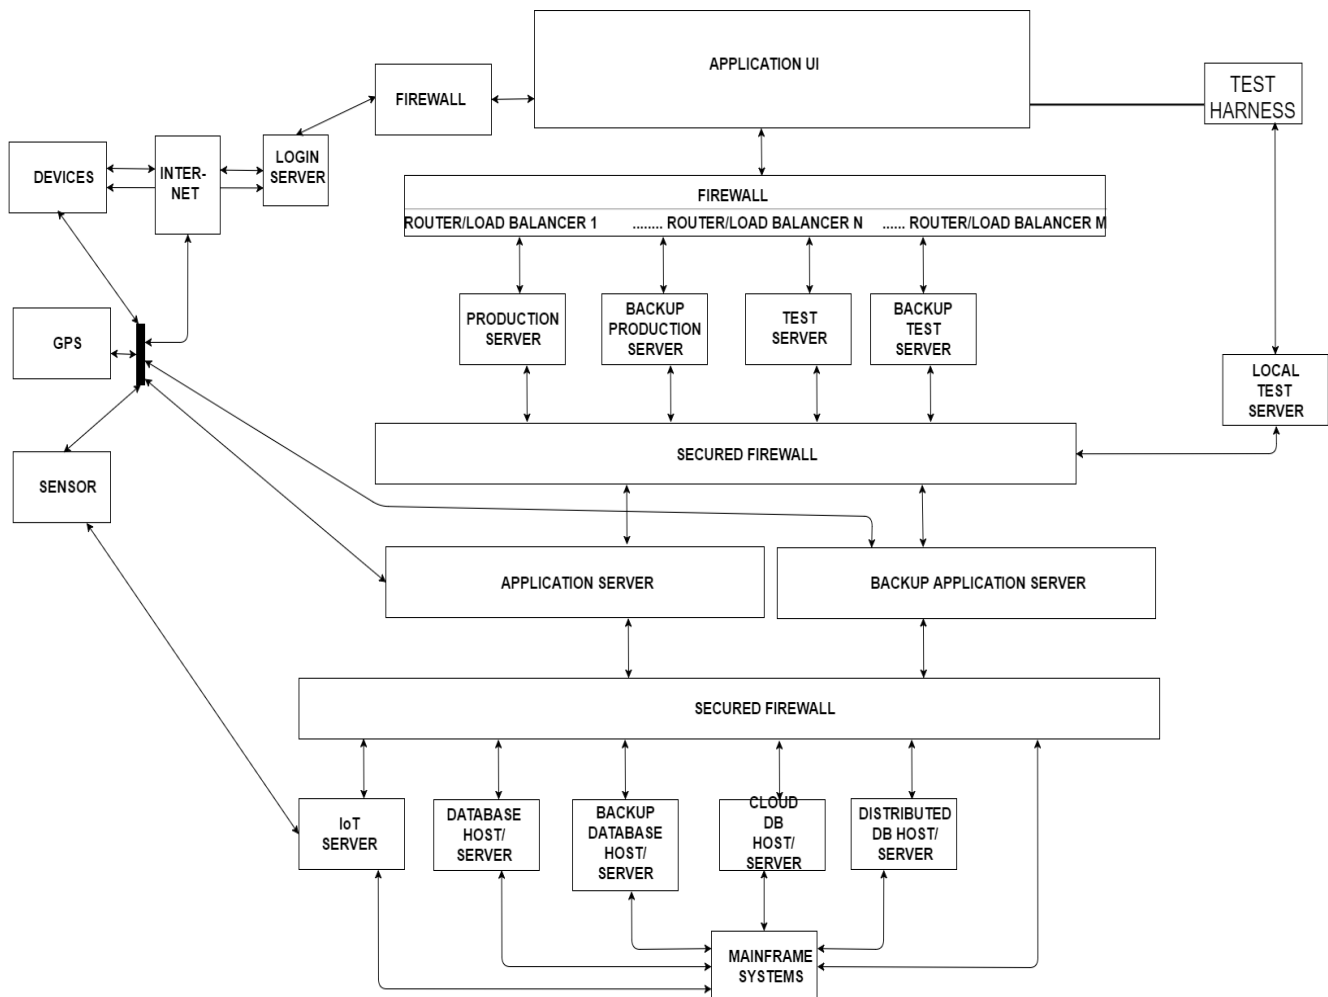 APPLICATION UI
TEST
HARNESS
FIREWALL
LOGIN
SERVER
INTER-
NET
DEVICES
FIREWALL
ROUTER/LOAD BALANCER 1 ........ ROUTER/LOAD BALANCER N ...... ROUTER/LOAD BALANCER M
GPS
PRODUCTION
SERVER
BACKUP
PRODUCTION
SERVER
TEST
SERVER
BACKUP
TEST
SERVER
LOCAL
TEST
SERVER
SECURED FIREWALL
SENSOR
APPLICATION SERVER
BACKUP APPLICATION SERVER
SECURED FIREWALL
IoT
SERVER
DATABASE
HOST/
SERVER
BACKUP
DATABASE
HOST/
SERVER
CLOUD
DB
HOST/
SERVER
DISTRIBUTED
DB HOST/
SERVER
MAINFRAME
SYSTEMS